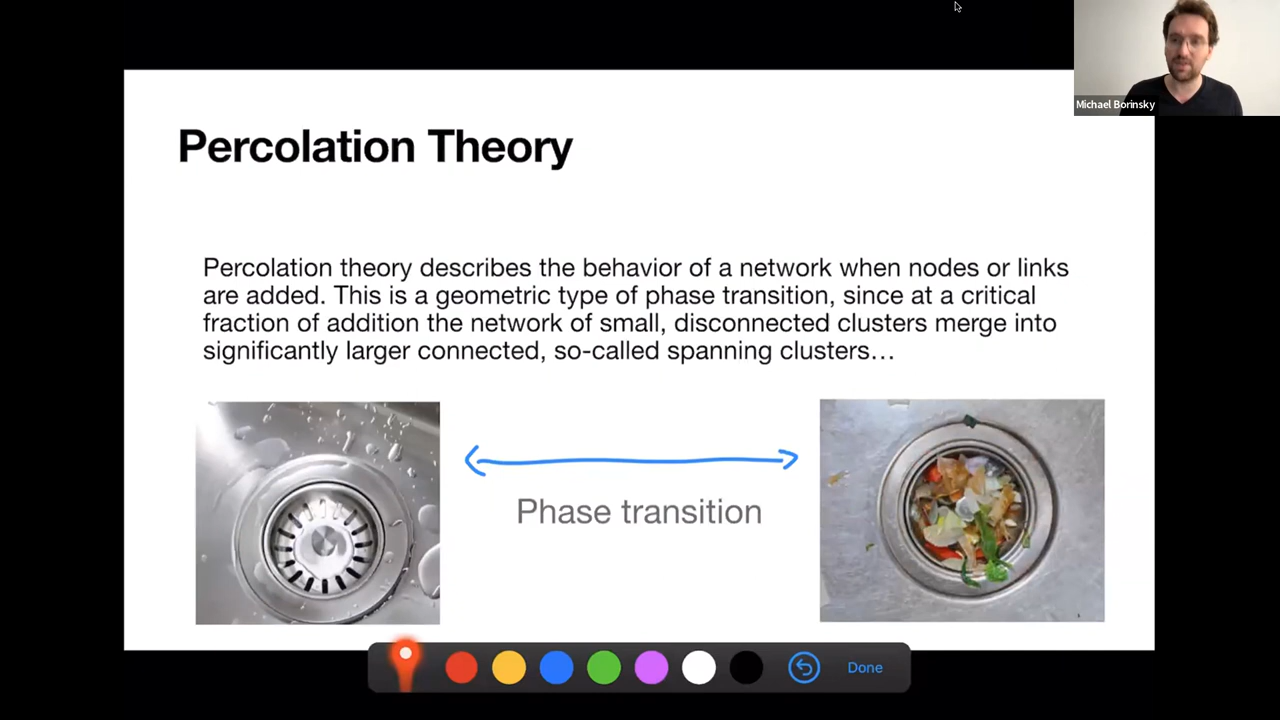 Michael Borinsky
Percolation Theory
Percolation theory describes the behavior of a network when nodes or links
are added. This is a geometric type of phase transition, since at a critical
fraction of addition the network of small, disconnected clusters merge into
significantly larger connected, so-called spanning clusters…
Phase transition
Done